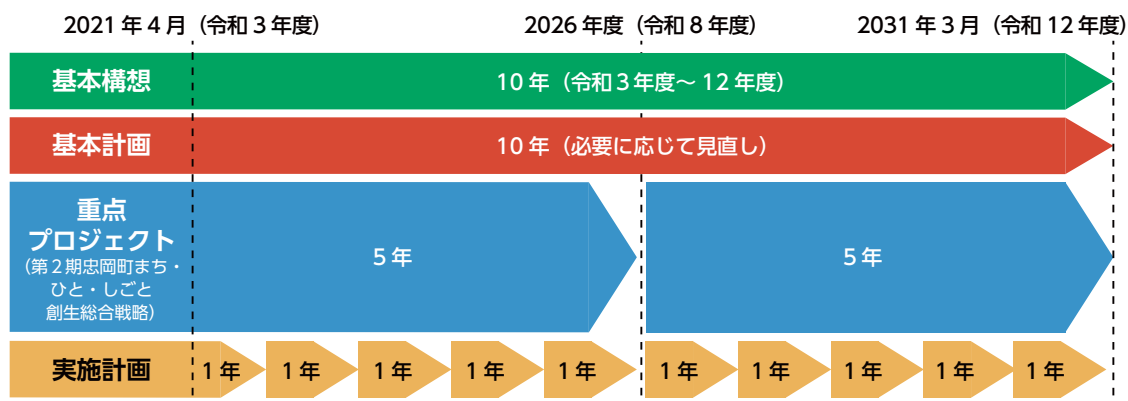 2021年4月（令和3年度） 2026年度（令和8年度） 2031年3月（令和12年度）
基本構想 10年（令和3年度～12年度）
基本計画 10年（必要に応じて見直し）
重点
プロジェクト
（第2期忠岡町まち・
ひと・しごと
創生総合戦略）
5年 5年
実施計画 1年 1年 1年 1年 1年 1年 1年 1年 1年 1年